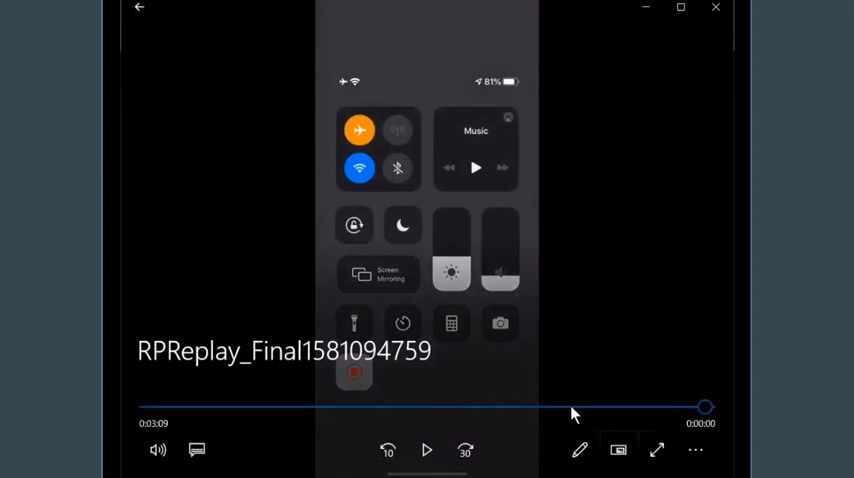 81%
Music
Screen
Mirroring
RPReplay_Final1581094759
0:03:09
0:00:00
10
30